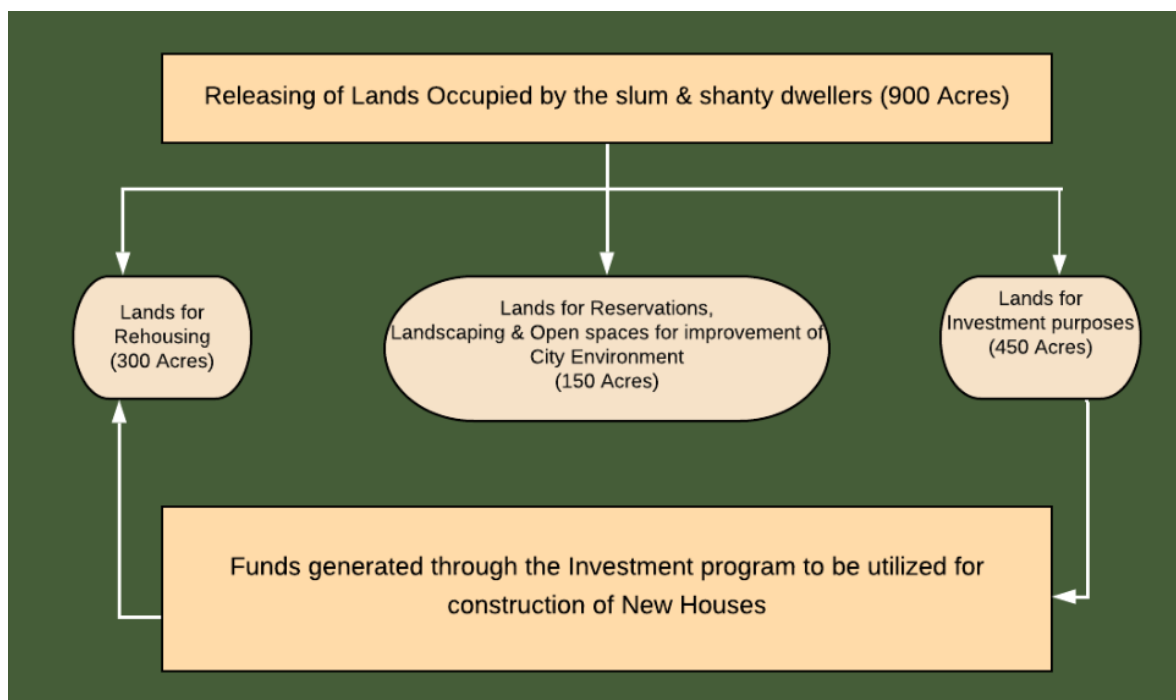 Releasing of Lands Occupied by the slum & shanty dwellers (900 Acres)
Lands for
Rehousing
(300 Acres)
Lands for Reservations,
Landscaping & Open spaces for improvement of
City Environment
(150 Acres)
Lands for
Investment purposes
(450 Acres)
Funds generated through the Investment program to be utilized for
construction of New Houses